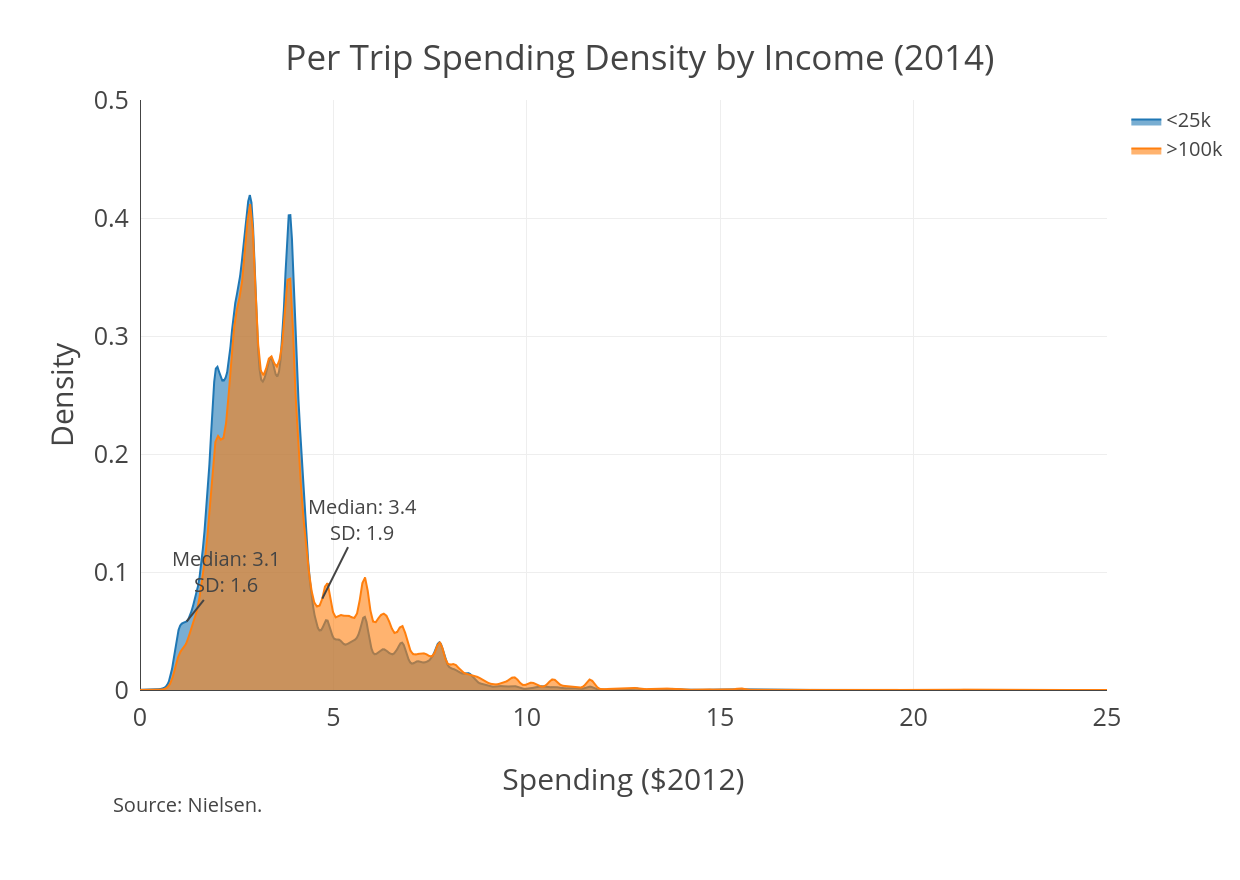 Per Trip Spending Density by Income (2014)
<25k
>100k
0.5
0.4
0.3
0.2
0.1
0
Density
Median: 3.4
SD: 1.9
Median: 3.1
SD: 1.6
0 5 10 15 20 25
Spending ($2012)
Source: Nielsen.